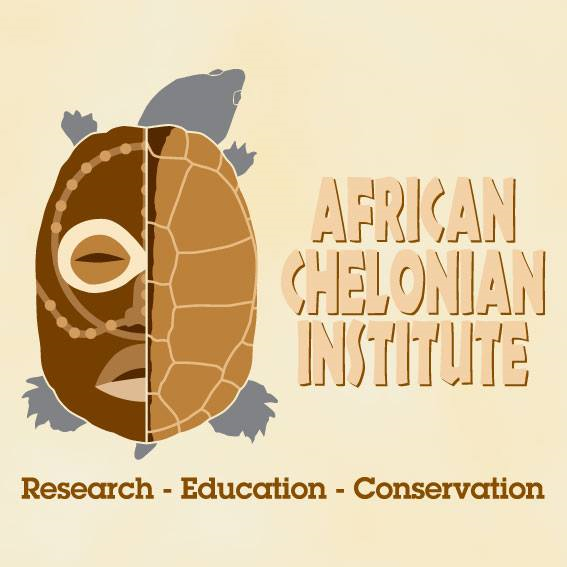 AFRICAN
CHELONIAN
INSTITUTE
Research - Education - Conservation